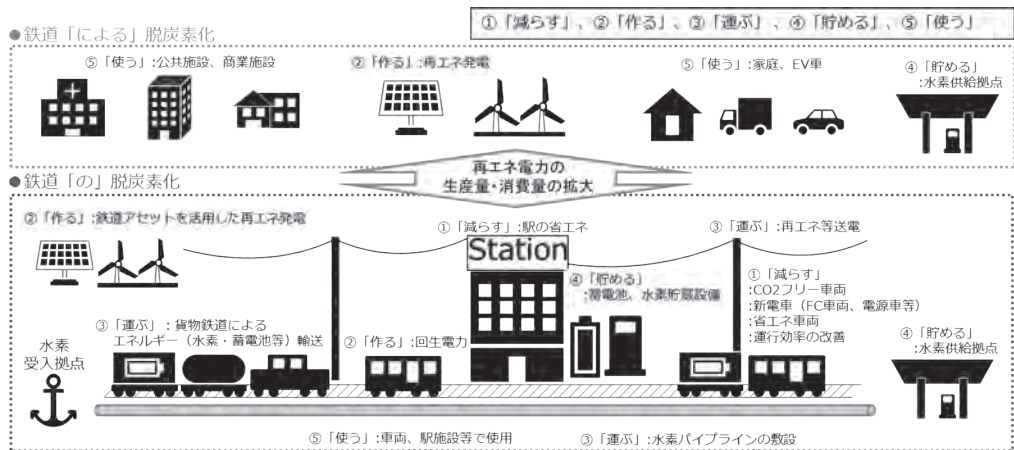 ①「減らす」、②「作る」、③「運ぶ」、④「貯める」、⑤「使う」
●鉄道「による」脱炭素化
⑤「使う」:公共施設、商業施設
②「作る」:再エネ発電
⑤「使う」:家庭、EV車
④「貯める」
:水素供給拠点
再エネ電力の
生産量・消費量の拡大
●鉄道「の」脱炭素化
②「作る」:鉄道アセットを活用した再エネ発電
①「減らす」:駅の省エネ
③「運ぶ」:再エネ等送電
Station
④「貯める」
:蓄電池、水素貯蔵設備
①「減らす」
:CO2フリー車両
:新電車（FC車両、電源車等）
:省エネ車両
:運行効率の改善
③「運ぶ」:貨物鉄道による
エネルギー（水素・蓄電池等）輸送
②「作る」:回生電力
水素
受入拠点
④「貯める」
:水素供給拠点
⑤「使う」:車両、駅施設等で使用
③「運ぶ」:水素パイプラインの敷設